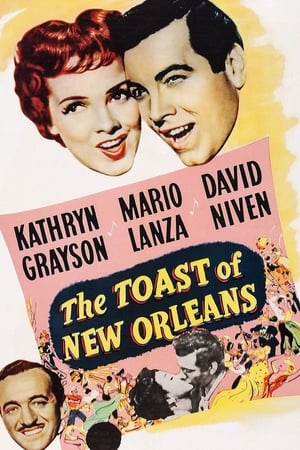 KATHRYN GRAYSON
MARIO LANZA
DAVID NIVEN
The TOAST of
NEW ORLEANS